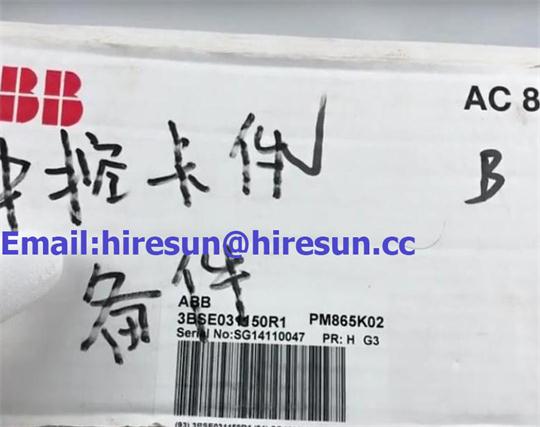 ABB
AC 8
中控卡件
B
Email:hiresun@hiresun.cc
备件
ABB
3BSE031150R1 PM865K02
Serial No:SG14110047 PR: H G3